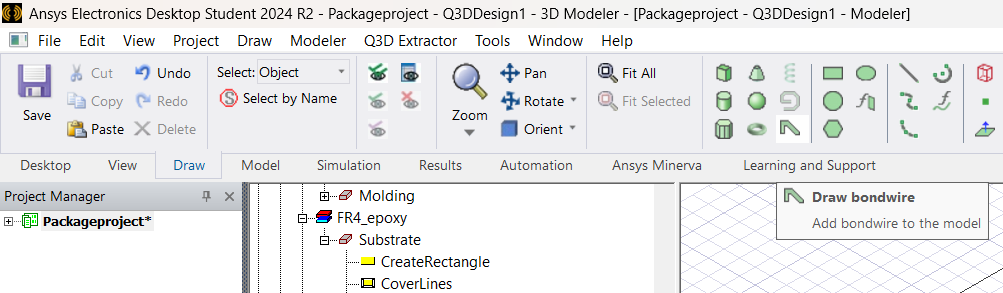 Ansys Electronics Desktop Student 2024 R2 - Packageproject - Q3DDesign1 - 3D Modeler - [Packageproject - Q3DDesign1 - Modeler]
File Edit View Project Draw Modeler Q3D Extractor Tools Window Help
Save
Cut
Copy
Paste
Undo
Redo
Delete
Select: Object
Select by Name
Zoom
Pan
Rotate
Orient
Fit All
Fit Selected
Desktop View Draw Model Simulation Results Automation Ansys Minerva Learning and Support
Project Manager
Packageproject*
Molding
FR4_epoxy
Substrate
CreateRectangle
CoverLines
Draw bondwire
Add bondwire to the model